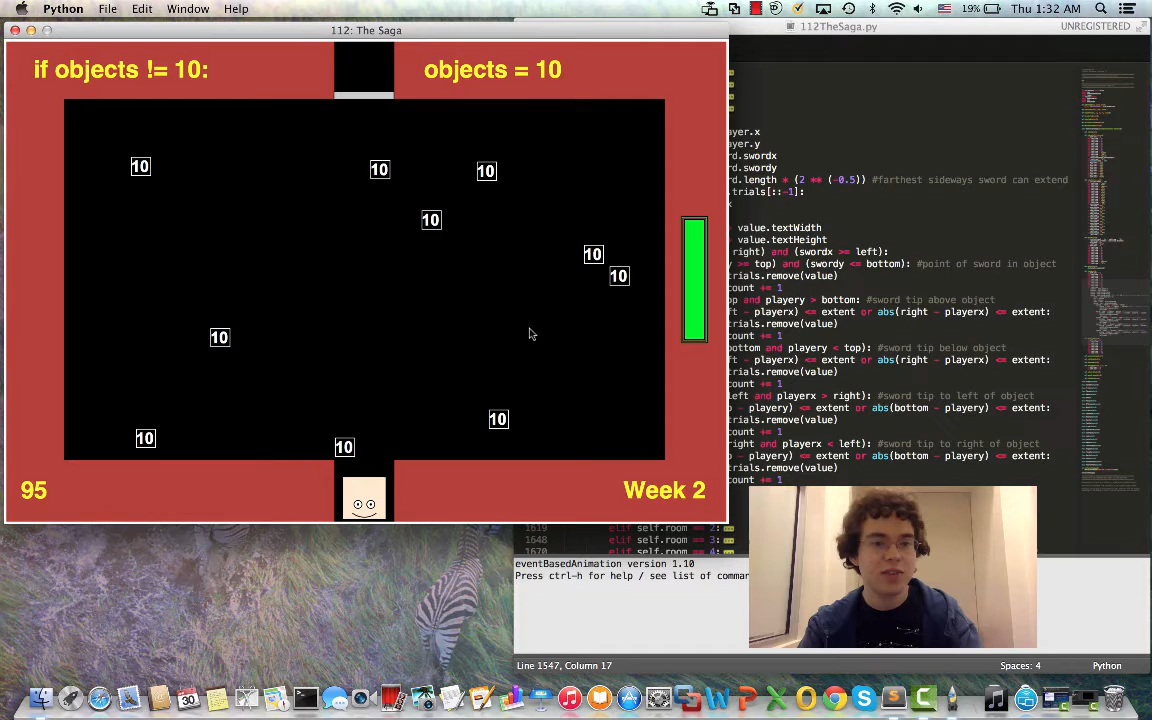 Python File Edit Window Help
19% Thu 1:32 AM
112: The Saga
112TheSaga.py
UNREGISTERED
if objects != 10:
objects = 10
10
10
10
10
10
10
10
10
10
10
95
Week 2
ayer.x
ayer.y
rd.swordx
rd.swordy
rd.length * (2 ** (-0.5)) #farthest sideways sword can extend
.trials[::-1]:
x
value.textWidth
value.textHeight
right) and (swordx >= left):
y >= top) and (swordy <= bottom): #point of sword in object
trials.remove(value)
count += 1
op and playery > bottom: #sword tip above object
ft - playerx) <= extent or abs(right - playerx) <= extent:
trials.remove(value)
count += 1
bottom and playery < top): #sword tip below object
ft - playerx) <= extent or abs(right - playerx) <= extent:
trials.remove(value)
count += 1
left and playerx > right): #sword tip to left of object
p - playery) <= extent or abs(bottom - playery) <= extent:
trials.remove(value)
count += 1
right and playerx < left): #sword tip to right of object
p - playery) <= extent or abs(bottom - playery) <= extent:
trials.remove(value)
count += 1
1619 elif self.room == 2:
1648 elif self.room == 3:
1670 elif self.room == 4:
eventBasedAnimation version 1.10
Press ctrl-h for help / see list of comman
Line 1547, Column 17
Spaces: 4
Python